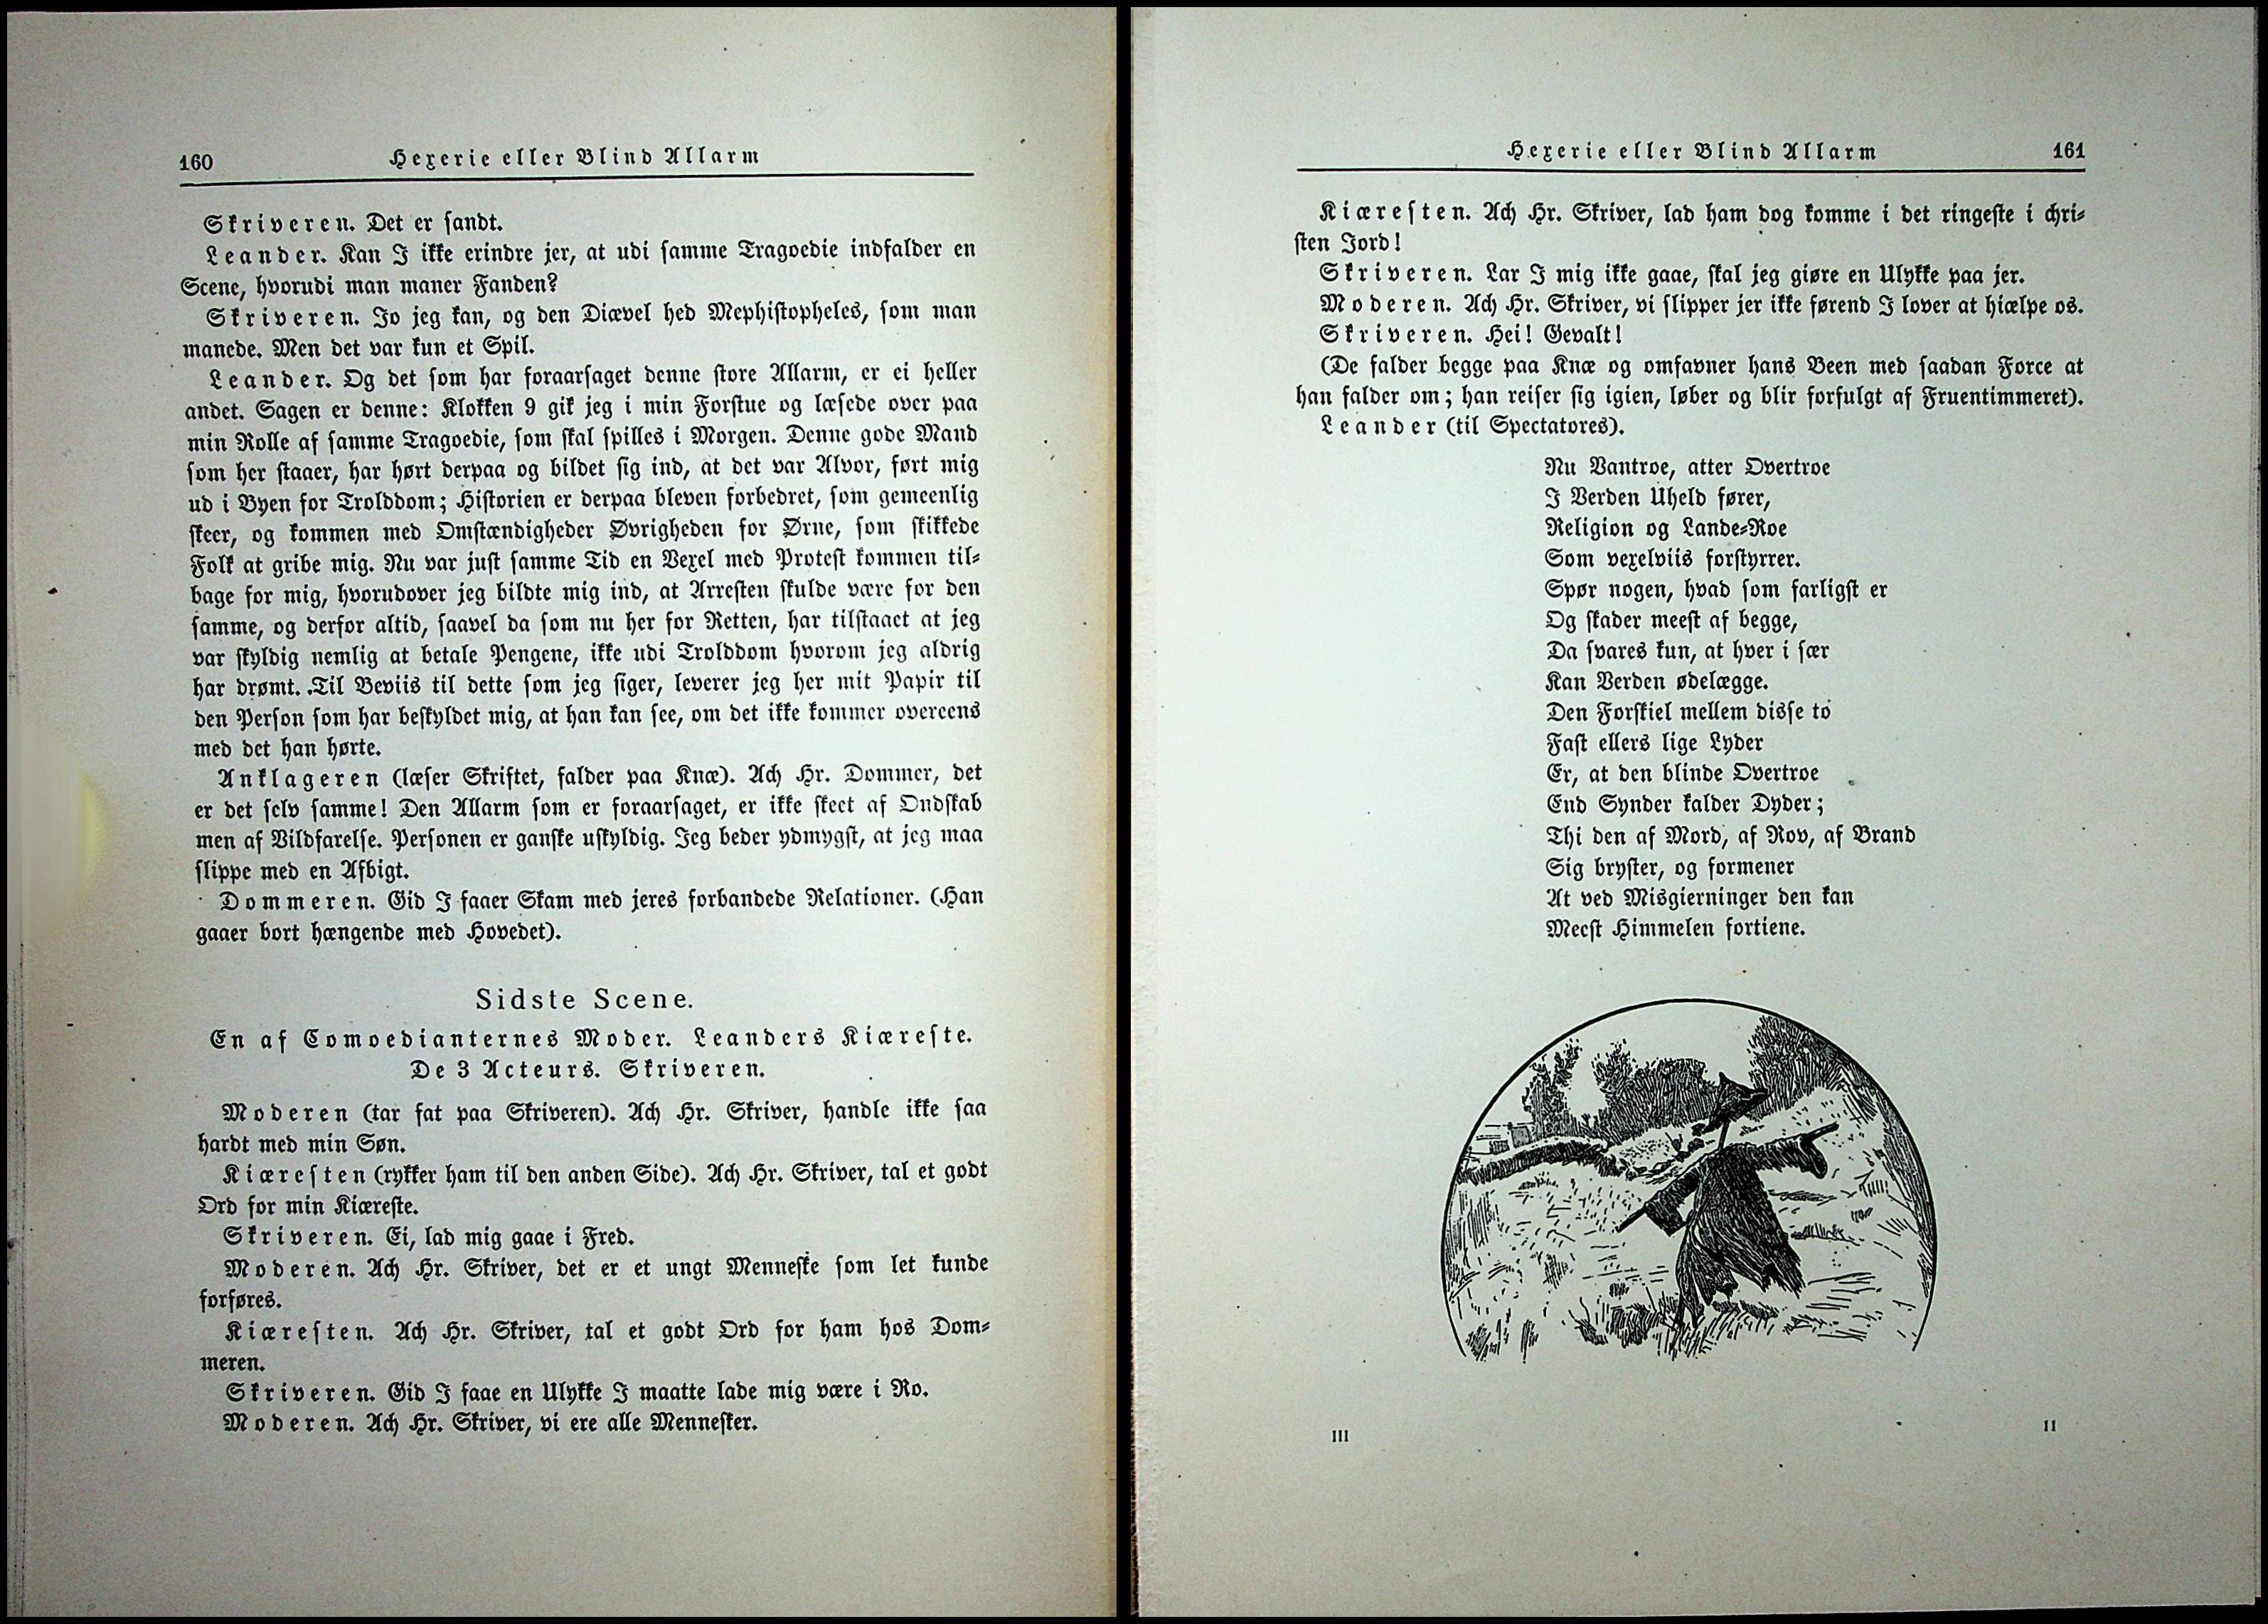 160
Hexerie eller Blind Allarm
Skriveren. Det er sandt.
Leander. Kan I ikke erindre jer, at udi samme Tragoedie indfalder en
Scene, hvorudi man maner Fanden?
Skriveren. Jo jeg kan, og den Diævel hed Mephistopheles, som man
manede. Men det var kun et Spil.
Leander. Og det som har foraarsaget denne store Allarm, er ei heller
andet. Sagen er denne: Klokken 9 gik jeg i min Forstue og læsede over paa
min Rolle af samme Tragoedie, som skal spilles i Morgen. Denne gode Mand
som her staaer, har hørt derpaa og bildet sig ind, at det var Alvor, ført mig
ud i Byen for Trolddom; Historien er derpaa bleven forbedret, som gemeenlig
skeer, og kommen med Omstændigheder Øvrigheden for Ørne, som skikkede
Folk at gribe mig. Nu var just samme Tid en Vexel med Protest kommen til-
bage for mig, hvorudover jeg bildte mig ind, at Arresten skulde være for den
samme, og derfor altid, saavel da som nu her for Retten, har tilstaaet at jeg
var skyldig nemlig at betale Pengene, ikke udi Trolddom hvorom jeg aldrig
har drømt. Til Beviis til dette som jeg siger, leverer jeg her mit Papir til
den Person som har beskyldet mig, at han kan see, om det ikke kommer overeens
med det han hørte.
Anklageren (læser Skriftet, falder paa Knæ). Ach Hr. Dommer, det
er det selv samme! Den Allarm som er foraarsaget, er ikke skeet af Ondskab
men af Vildfarelse. Personen er ganske uskyldig. Jeg beder ydmygst, at jeg maa
slippe med en Afbigt.
Dommeren. Gid I faaer Skam med jeres forbandede Relationer. (Han
gaaer bort hængende med Hovedet).
Sidste Scene.
En af Comoedianternes Moder. Leanders Kiæreste.
De 3 Acteurs. Skriveren.
Moderen (tar fat paa Skriveren). Ach Hr. Skriver, handle ikke saa
hardt med min Søn.
Kiæresten (rykker ham til den anden Side). Ach Hr. Skriver, tal et godt
Ord for min Kiæreste.
Skriveren. Ei, lad mig gaae i Fred.
Moderen. Ach Hr. Skriver, det er et ungt Menneske som let kunde
forføres.
Kiæresten. Ach Hr. Skriver, tal et godt Ord for ham hos Dom-
meren.
Skriveren. Gid I faae en Ulykke I maatte lade mig være i Ro.
Moderen. Ach Hr. Skriver, vi ere alle Mennesker.
Hexerie eller Blind Allarm
161
Kiæresten. Ach Hr. Skriver, lad ham dog komme i det ringeste i chri-
sten Jord!
Skriveren. Lar I mig ikke gaae, skal jeg giøre en Ulykke paa jer.
Moderen. Ach Hr. Skriver, vi slipper jer ikke førend I lover at hiælpe os.
Skriveren. Hei! Gevalt!
(De falder begge paa Knæ og omfavner hans Been med saadan Force at
han falder om; han reiser sig igien, løber og blir forfulgt af Fruentimmeret).
Leander (til Spectatores).
Nu Vantroe, atter Overtroe
I Verden Uheld fører,
Religion og Lande-Roe
Som vexelviis forstyrrer.
Spør nogen, hvad som farligst er
Og skader meest af begge,
Da svares kun, at hver i sær
Kan Verden ødelægge.
Den Forskiel mellem disse to
Fast ellers lige Lyder
Er, at den blinde Overtroe
End Synder kalder Dyder;
Thi den af Mord, af Rov, af Brand
Sig bryster, og formener
At ved Misgierninger den kan
Meest Himmelen fortiene.
III
11